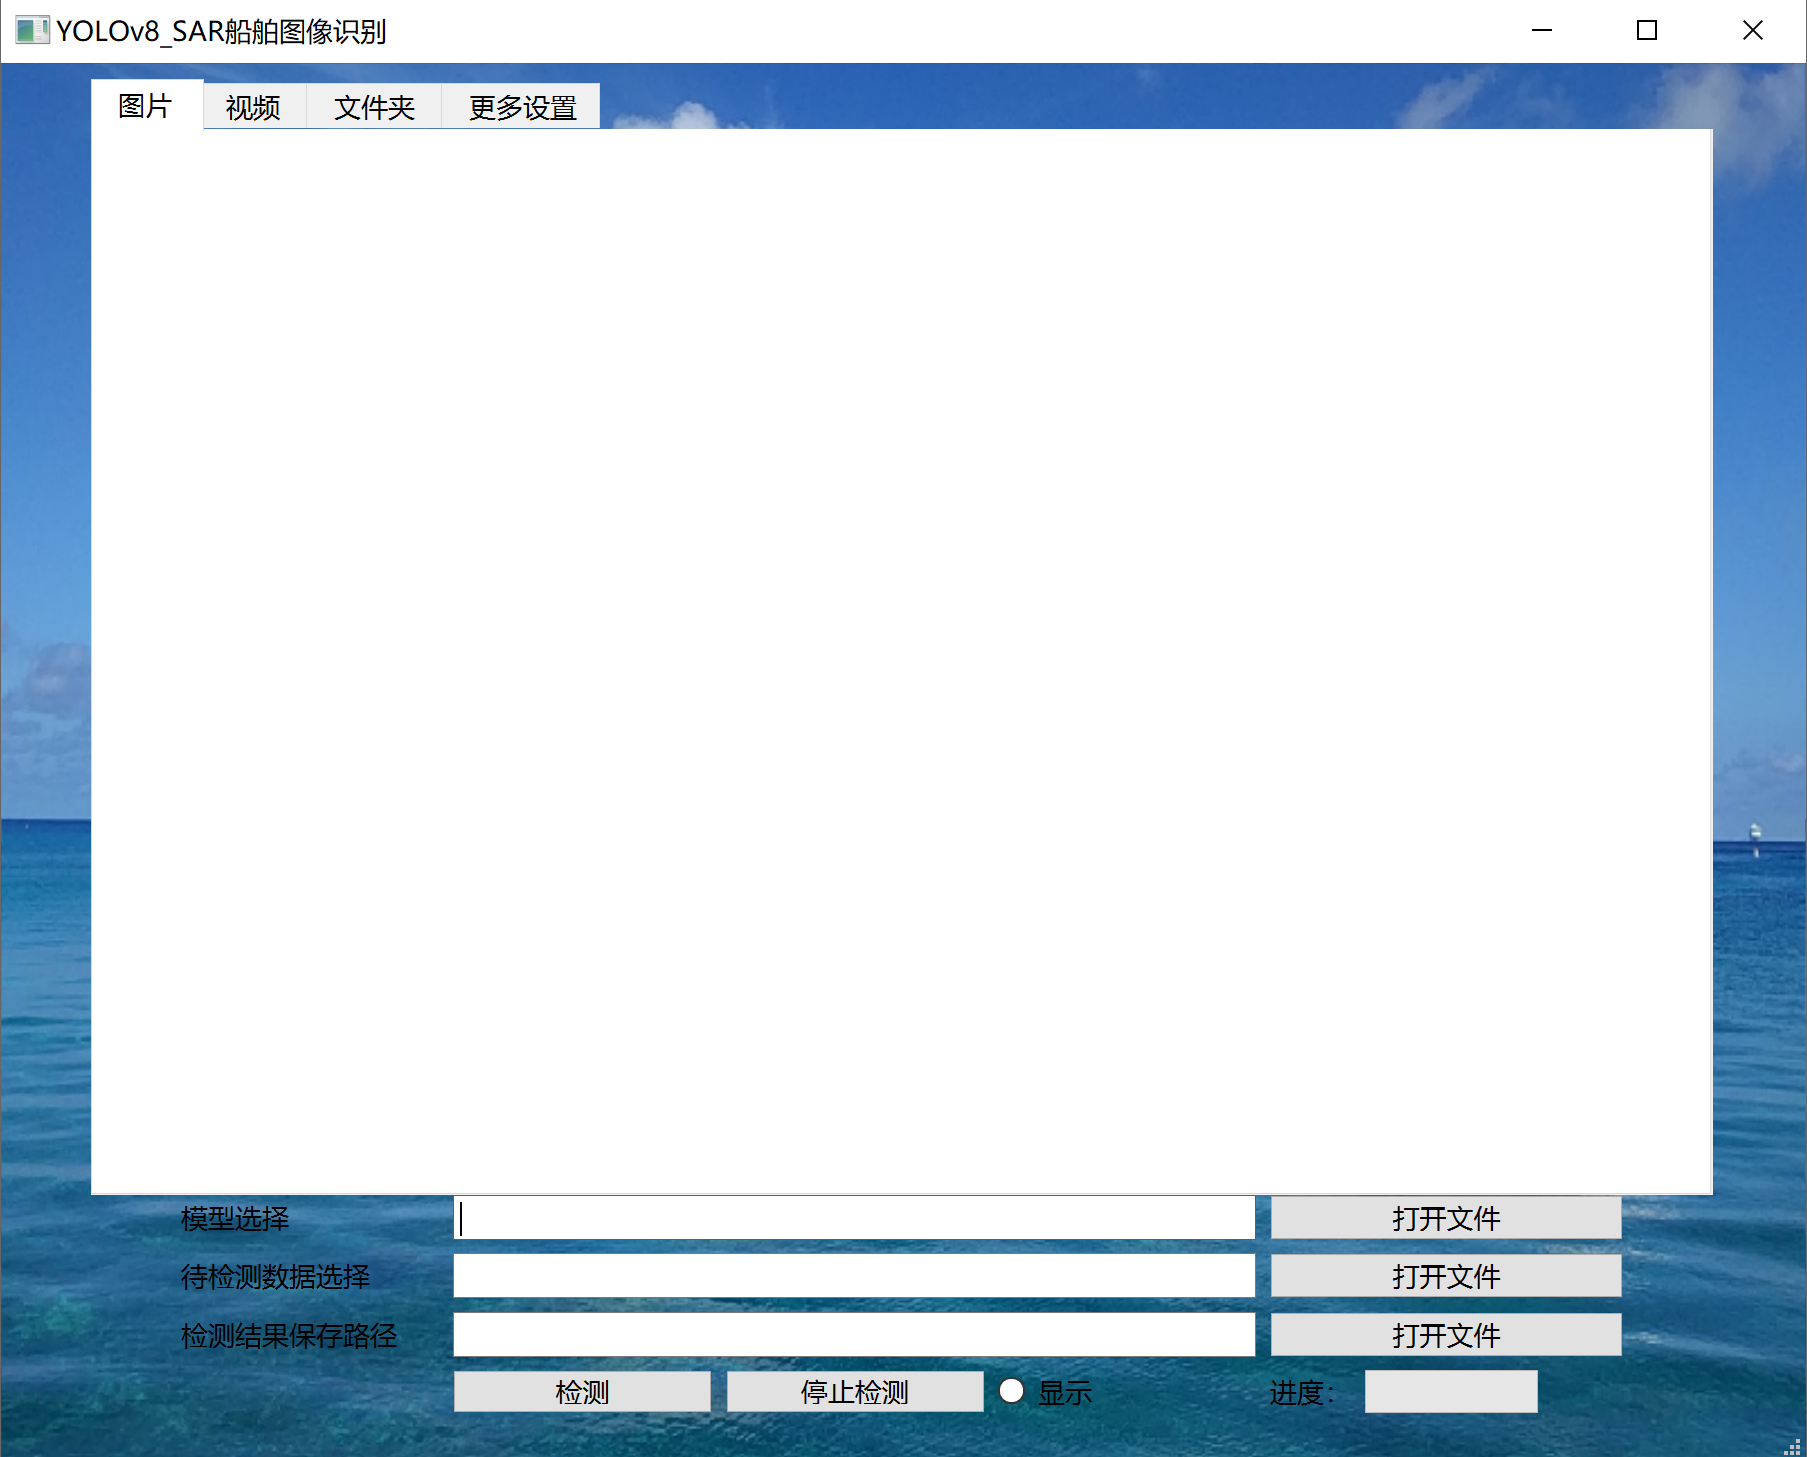 YOLOv8_SAR船舶图像识别
图片 视频 文件夹 更多设置
模型选择 打开文件
待检测数据选择 打开文件
检测结果保存路径 打开文件
检测 停止检测 显示 进度：